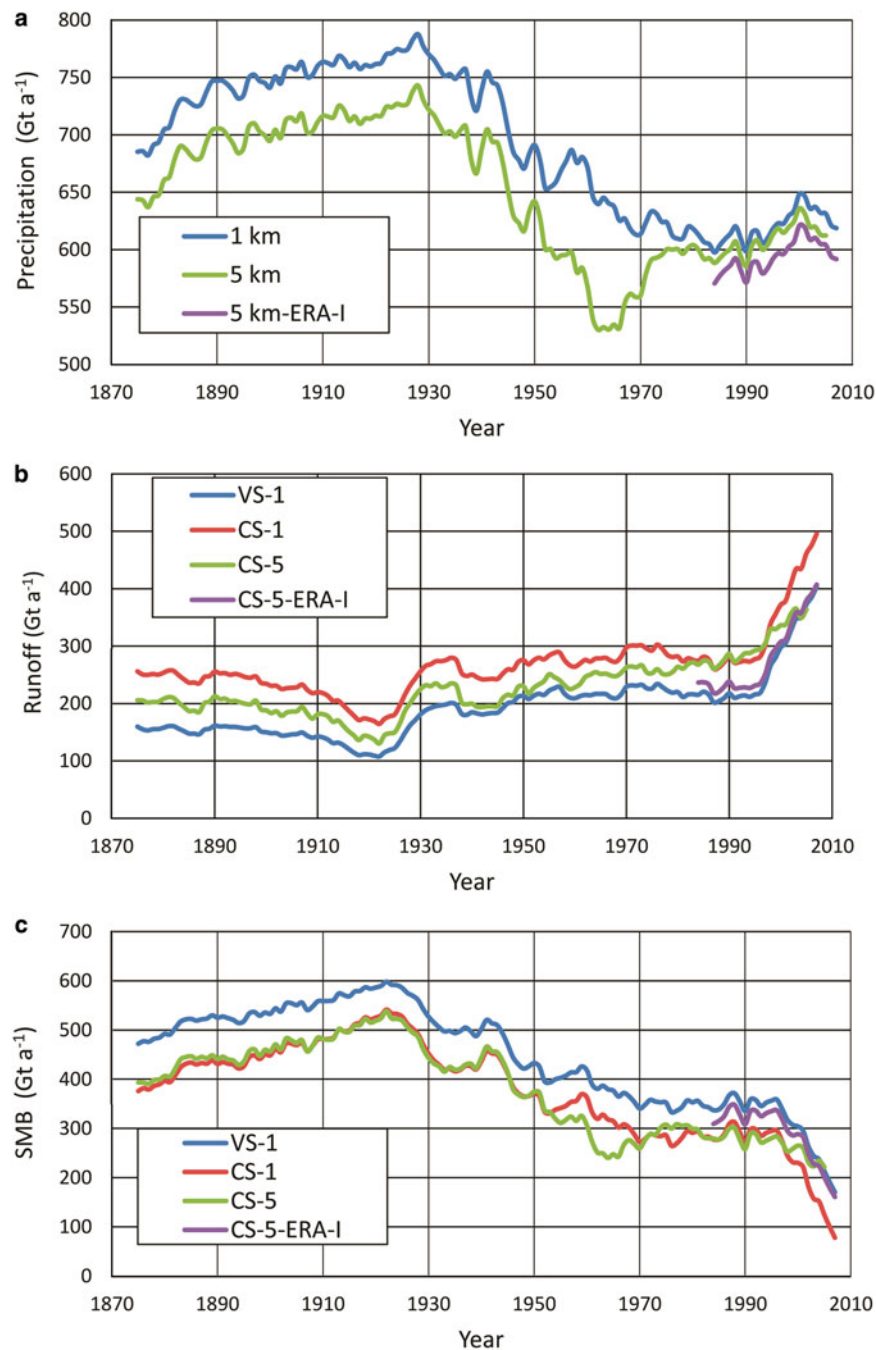 a
800
750
700
650
600
550
500
Precipitation (Gt a⁻¹)
1 km
5 km
5 km-ERA-I
1870 1890 1910 1930 1950 1970 1990 2010
Year
b
600
500
400
300
200
100
0
Runoff (Gt a⁻¹)
VS-1
CS-1
CS-5
CS-5-ERA-I
1870 1890 1910 1930 1950 1970 1990 2010
Year
c
700
600
500
400
300
200
100
0
SMB (Gt a⁻¹)
VS-1
CS-1
CS-5
CS-5-ERA-I
1870 1890 1910 1930 1950 1970 1990 2010
Year